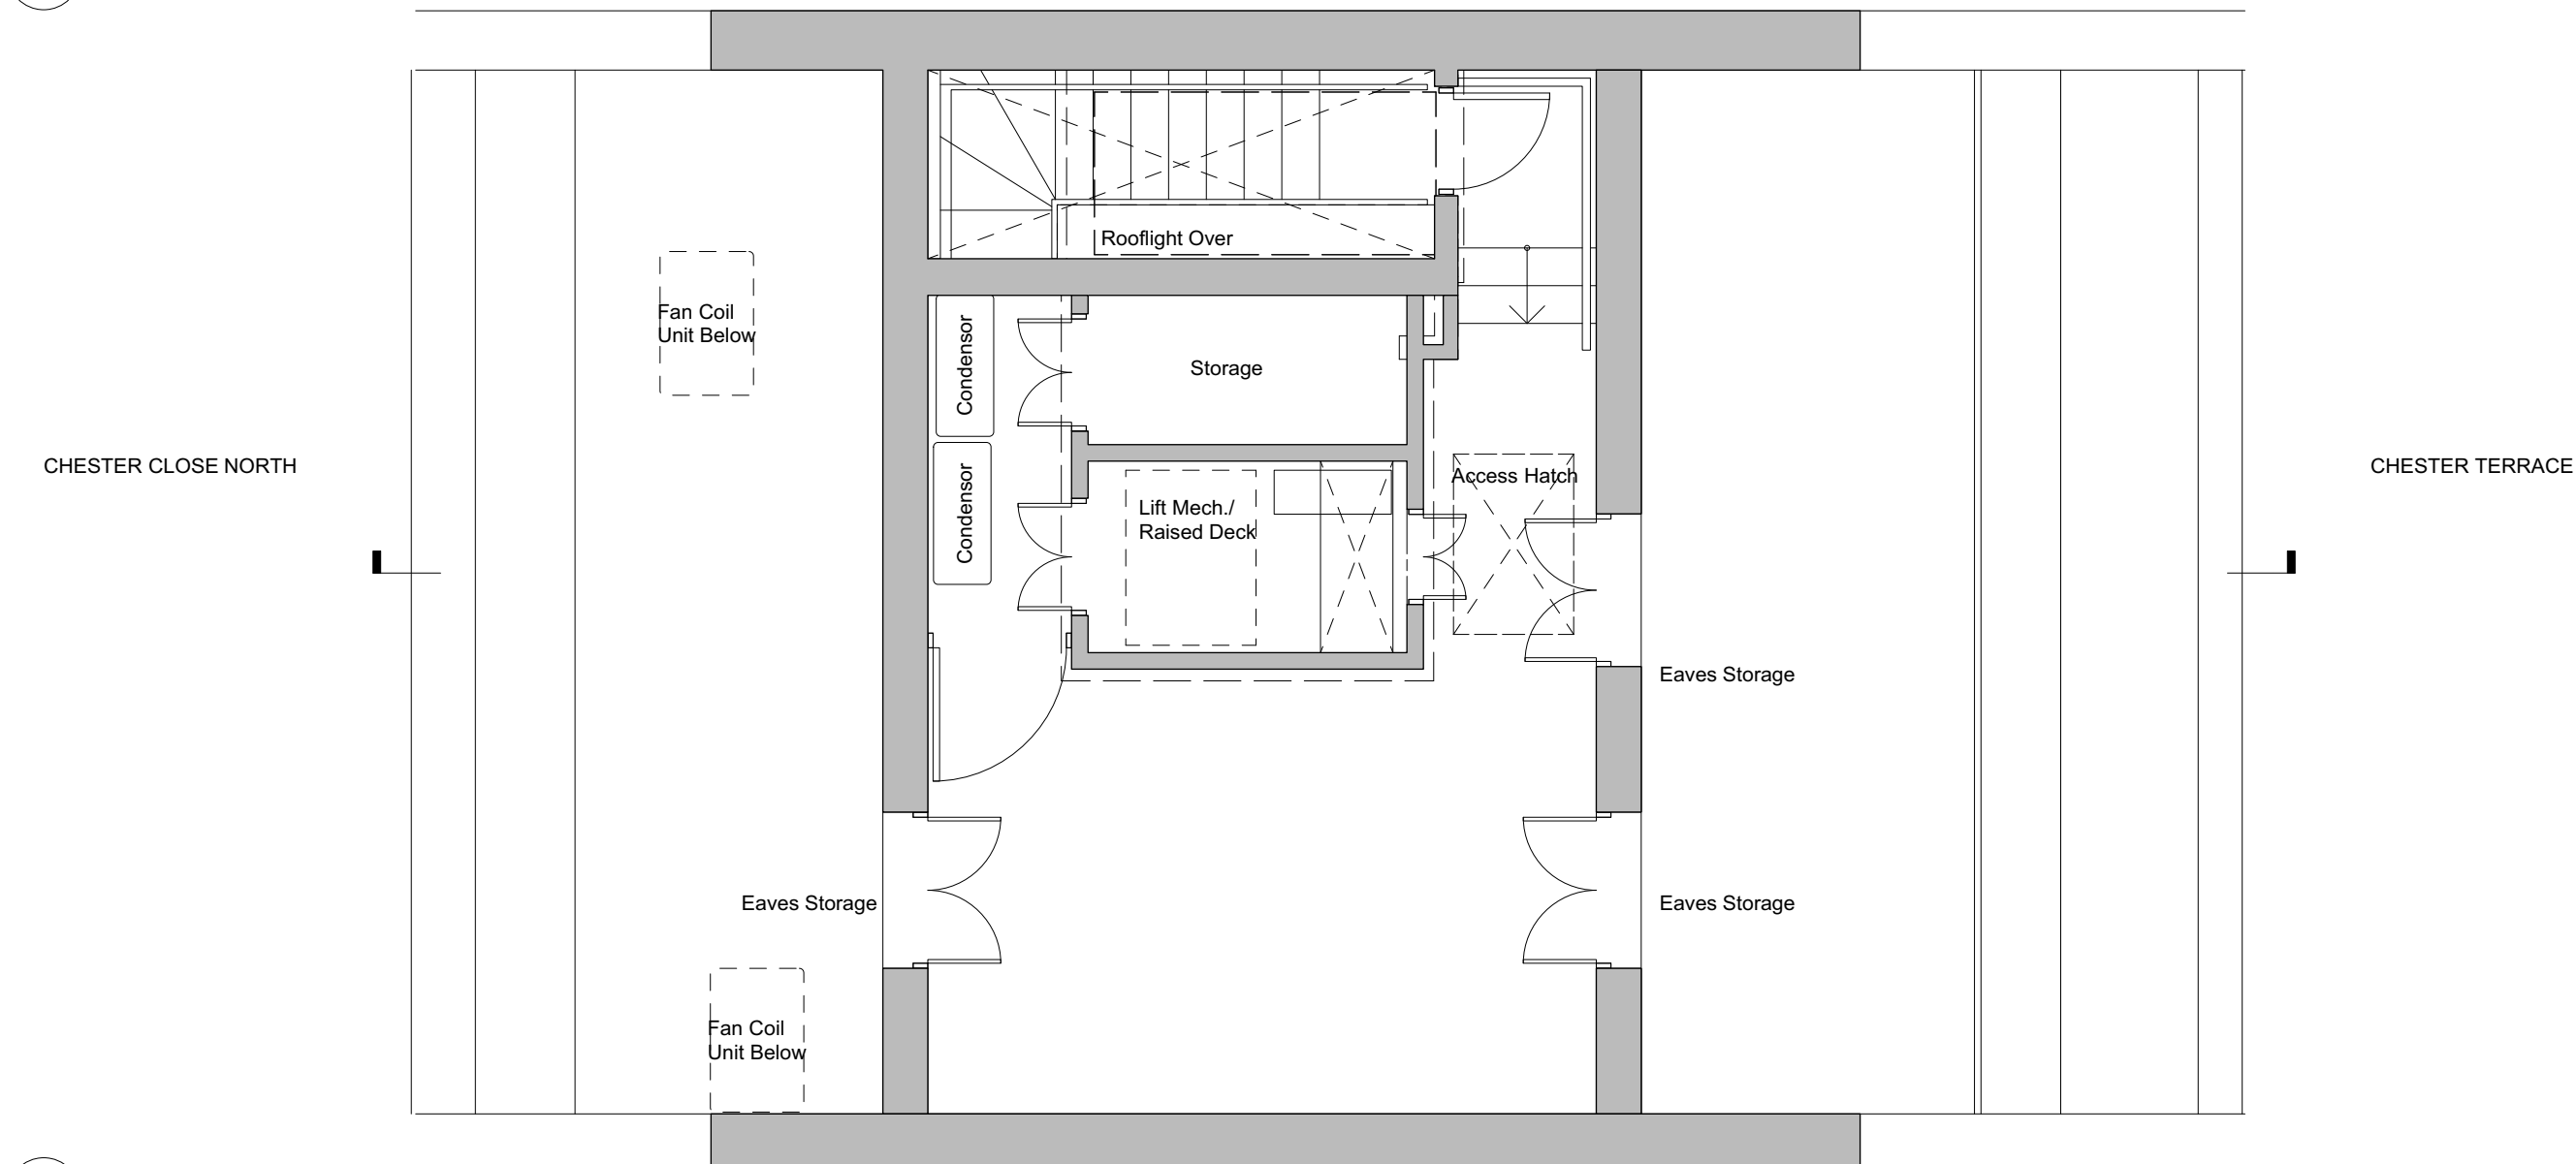 Rooflight Over
Fan Coil
Unit Below
Condensor
Storage
CHESTER CLOSE NORTH
CHESTER TERRACE
Access Hatch
Condensor
Lift Mech./
Raised Deck
Eaves Storage
Eaves Storage
Eaves Storage
Fan Coil
Unit Below